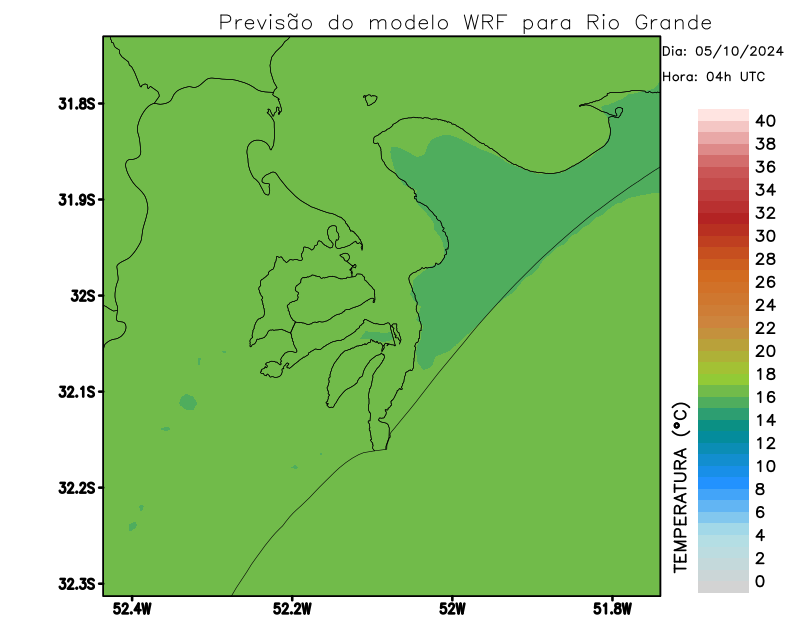 Previsão do modelo WRF para Rio Grande
Dia: 05/10/2024
Hora: 04h UTC
31.8S
31.9S
32S
32.1S
32.2S
32.3S
52.4W
52.2W
52W
51.8W
TEMPERATURA (°C)
40
38
36
34
32
30
28
26
24
22
20
18
16
14
12
10
8
6
4
2
0